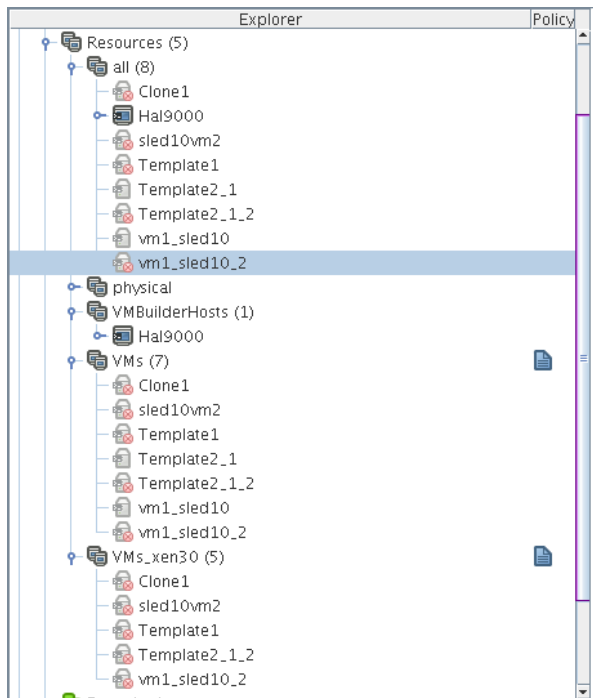 Explorer Policy
Resources (5)
all (8)
Clone1
Hal9000
sled10vm2
Template1
Template2_1
Template2_1_2
vm1_sled10
vm1_sled10_2
physical
VMBuilderHosts (1)
Hal9000
VMs (7)
Clone1
sled10vm2
Template1
Template2_1
Template2_1_2
vm1_sled10
vm1_sled10_2
VMs_xen30 (5)
Clone1
sled10vm2
Template1
Template2_1_2
vm1_sled10_2